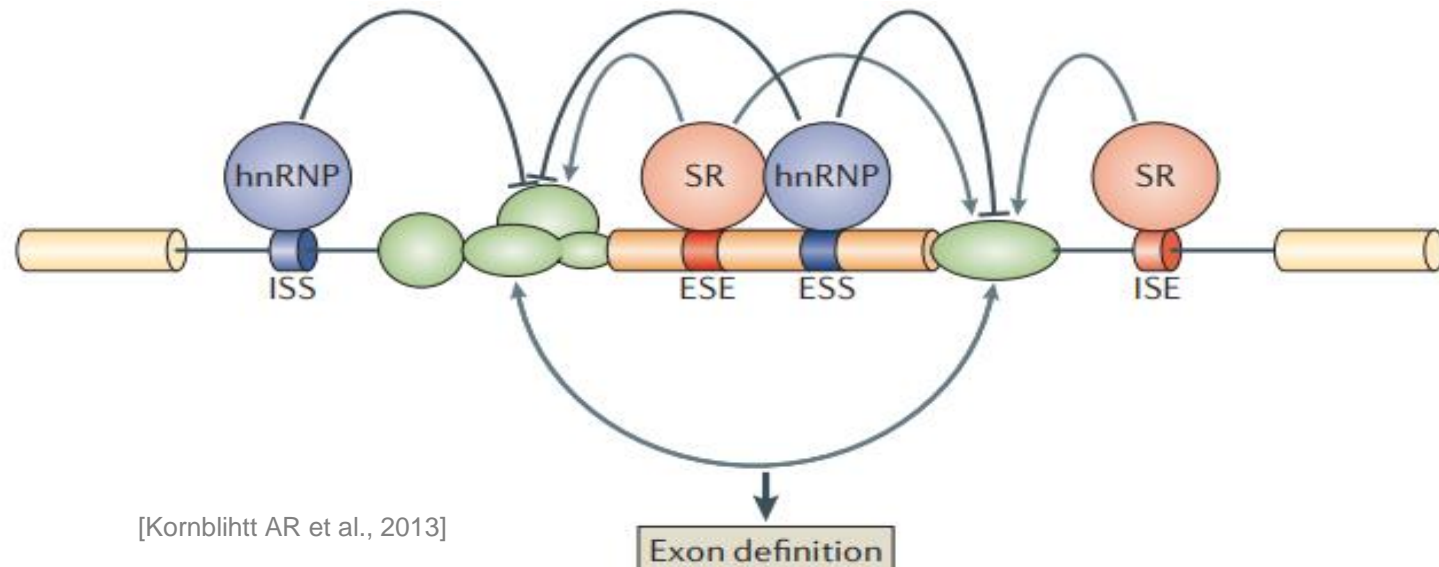 hnRNP
SR
hnRNP
SR
ISS
ESE
ESS
ISE
[Kornblihtt AR et al., 2013]
Exon definition